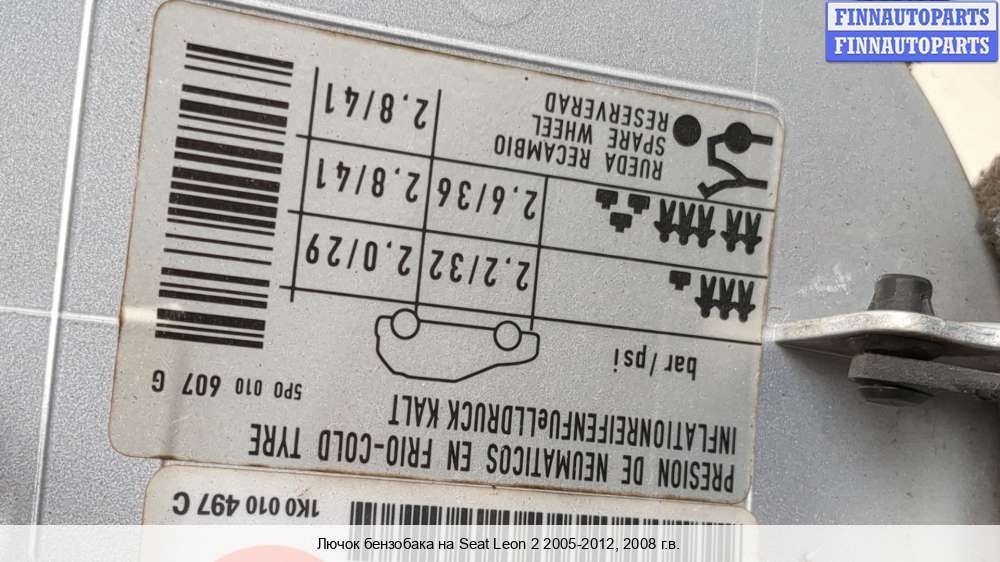 FINNAUTOPARTS
FINNAUTOPARTS
PRESION DE NEUMATICOS EN FRIO-COLD TYRE
INFLATIONREIFENFUellDRUCK KALT
5P0 010 607 G
bar/psi
2.2/32 2.0/29
2.6/36 2.8/41
RUEDA RECAMBIO
SPARE WHEEL
RESERVERAD
2.8/41
1K0 010 497 C
Лючок бензобака на Seat Leon 2 2005-2012, 2008 г.в.